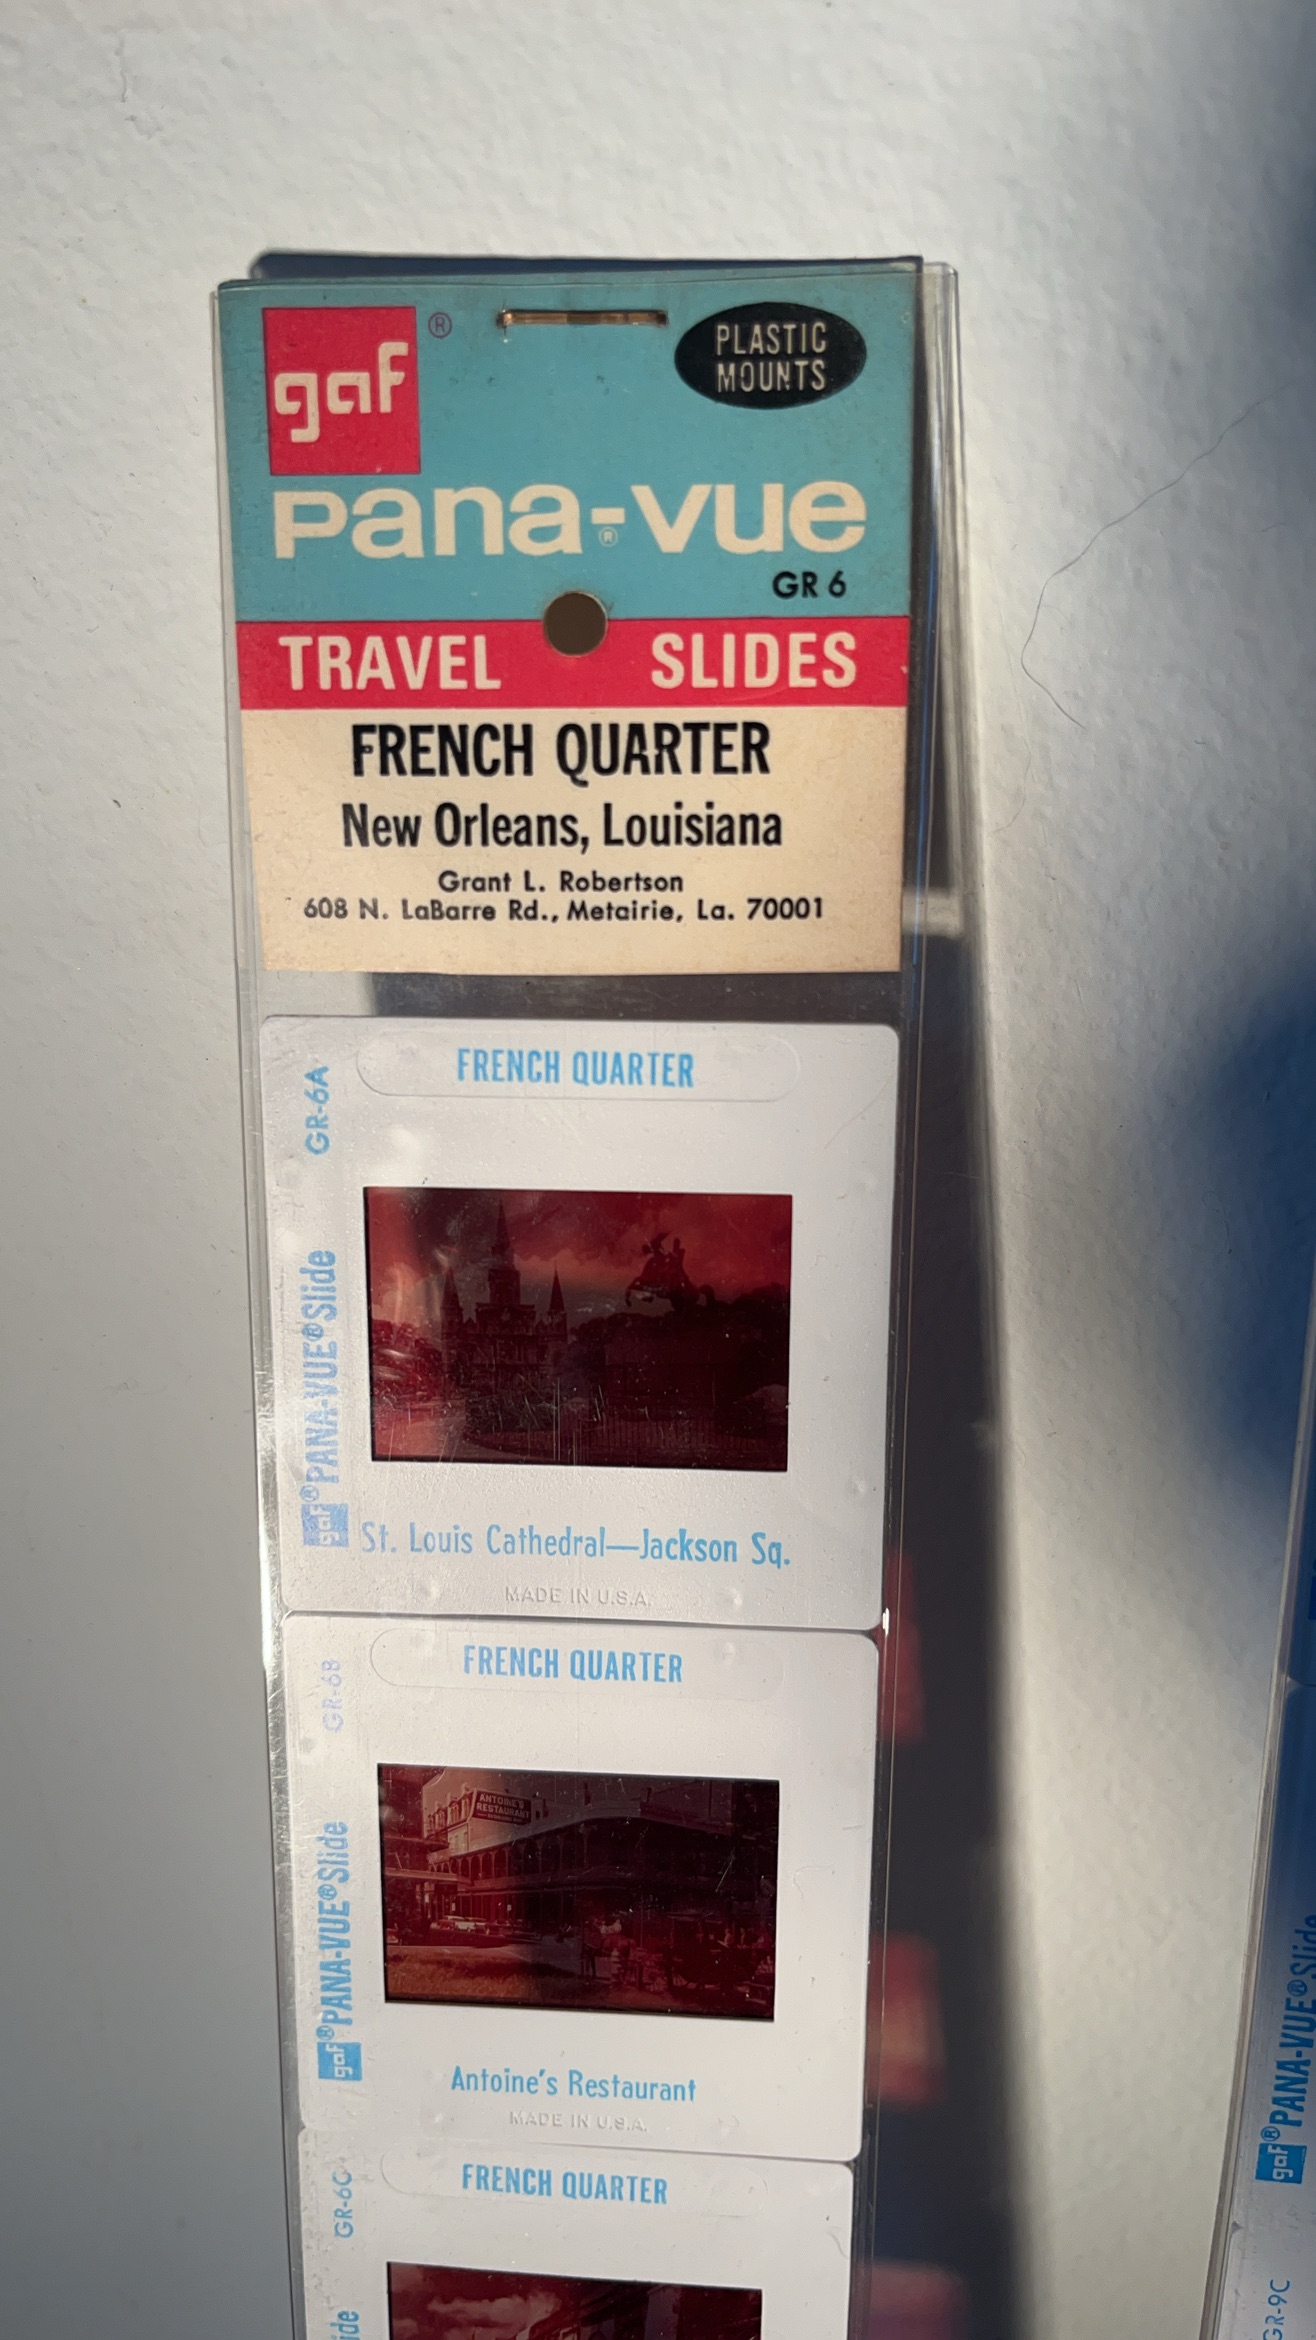 gaf®
PLASTIC
MOUNTS
pana-vue®
GR 6
TRAVEL SLIDES
FRENCH QUARTER
New Orleans, Louisiana
Grant L. Robertson
608 N. LaBarre Rd., Metairie, La. 70001
FRENCH QUARTER
GR-6A
gaf® PANA-VUE® Slide
St. Louis Cathedral—Jackson Sq.
MADE IN U.S.A.
FRENCH QUARTER
GR-6B
gaf® PANA-VUE® Slide
ANTOINE'S
RESTAURANT
Antoine's Restaurant
MADE IN U.S.A.
FRENCH QUARTER
GR-6C
ide
gaf® PANA-VUE® Slide
GR-9C